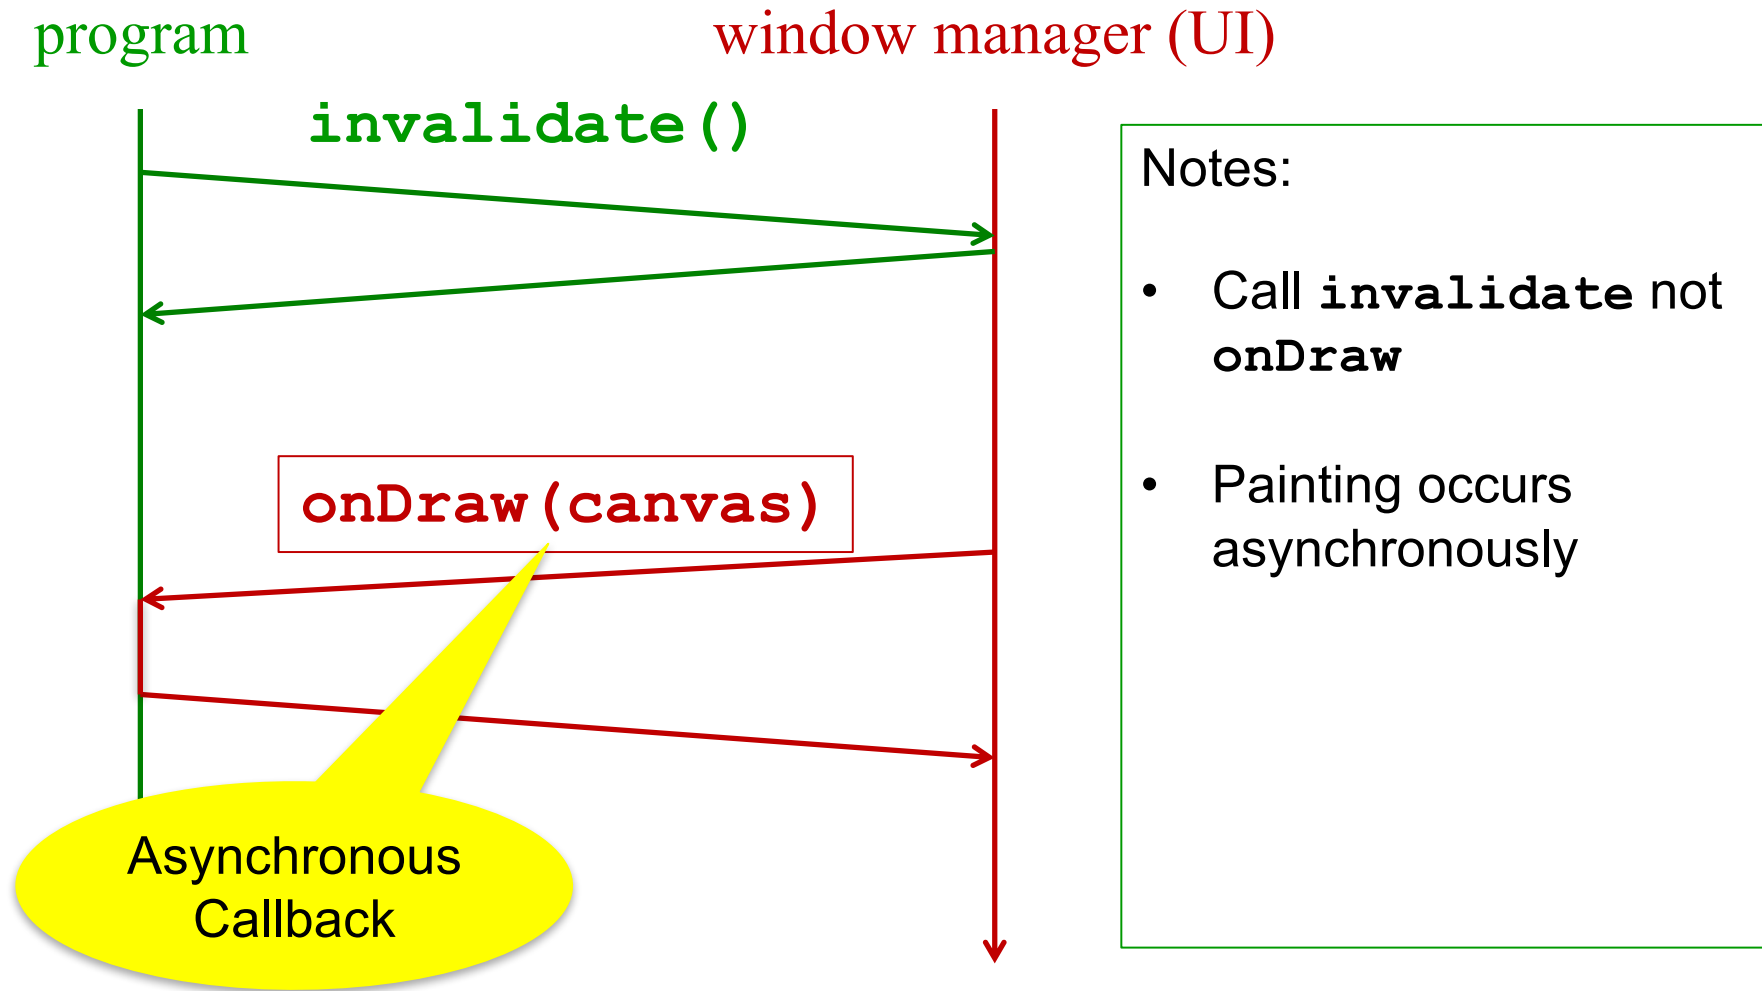 program
window manager (UI)
invalidate()
onDraw(canvas)
Asynchronous
Callback
Notes:
• Call invalidate not
onDraw
• Painting occurs
asynchronously